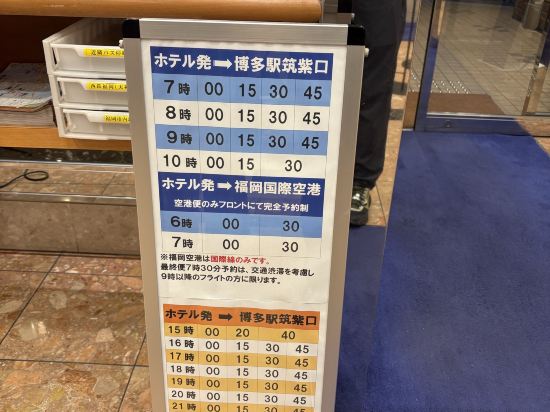 ホテル発➡博多駅筑紫口
7時 00 15 30 45
8時 00 15 30 45
9時 00 15 30 45
10時 00 15 30
ホテル発➡福岡国際空港
空港便のみフロントにて完全予約制
6時 00 30
7時 00 30
※福岡空港は国際線のみです。
最終便7時30分予約は、交通渋滞を考慮し
9時以降のフライトの方に限ります。
ホテル発 ➡ 博多駅筑紫口
15時 00 20 40
16時 00 15 30 45
17時 00 15 30 45
18時 00 15 30 45
19時 00 15 30 45
20時 00 15 30 45
21時 00 15 30 45